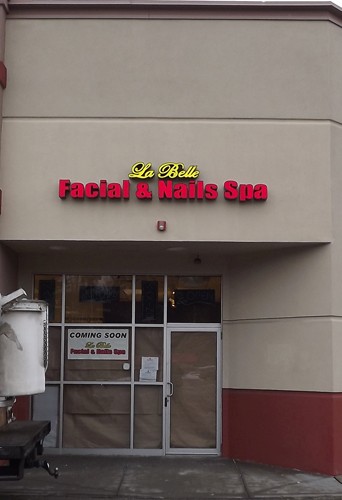 La Belle
Facial & Nails Spa
COMING SOON
La Belle
Facial & Nails Spa